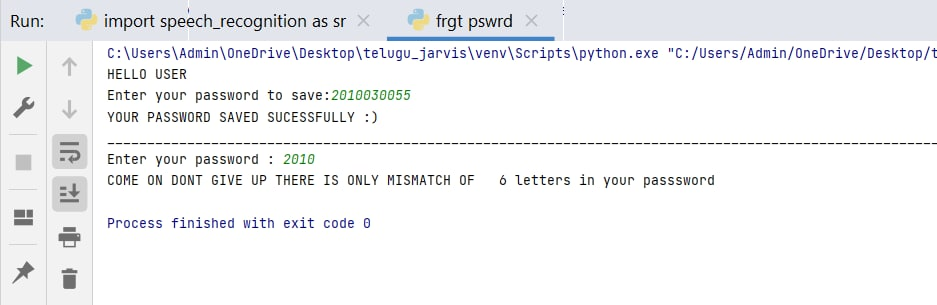 Run: import speech_recognition as sr frgt pswrd
C:\Users\Admin\OneDrive\Desktop\telugu_jarvis\venv\Scripts\python.exe "C:/Users/Admin/OneDrive/Desktop/t
HELLO USER
Enter your password to save:2010030055
YOUR PASSWORD SAVED SUCESSFULLY :)
Enter your password : 2010
COME ON DONT GIVE UP THERE IS ONLY MISMATCH OF   6 letters in your passsword
Process finished with exit code 0